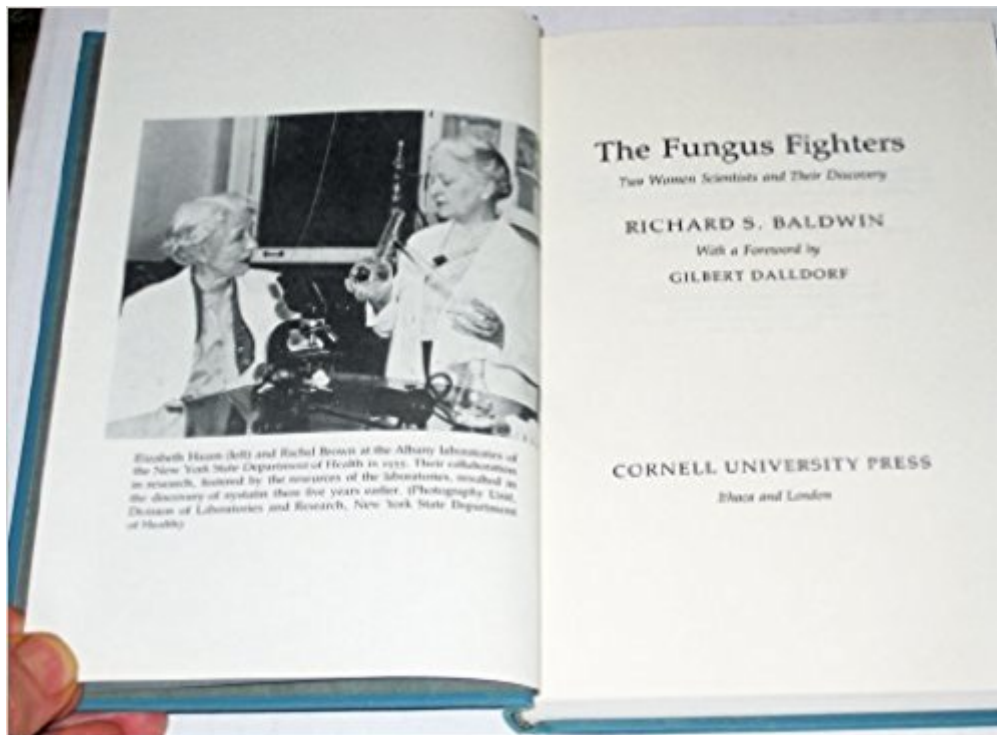 Elizabeth Hazen (left) and Rachel Brown at the Albany laboratories of
the New York State Department of Health in 1955. Their collaboration
in research, fostered by the resources of the laboratories, resulted in
the discovery of nystatin there five years earlier. (Photography Unit,
Division of Laboratories and Research, New York State Department
of Health)
The Fungus Fighters
Two Women Scientists and Their Discovery
RICHARD S. BALDWIN
With a Foreword by
GILBERT DALLDORF
CORNELL UNIVERSITY PRESS
Ithaca and London